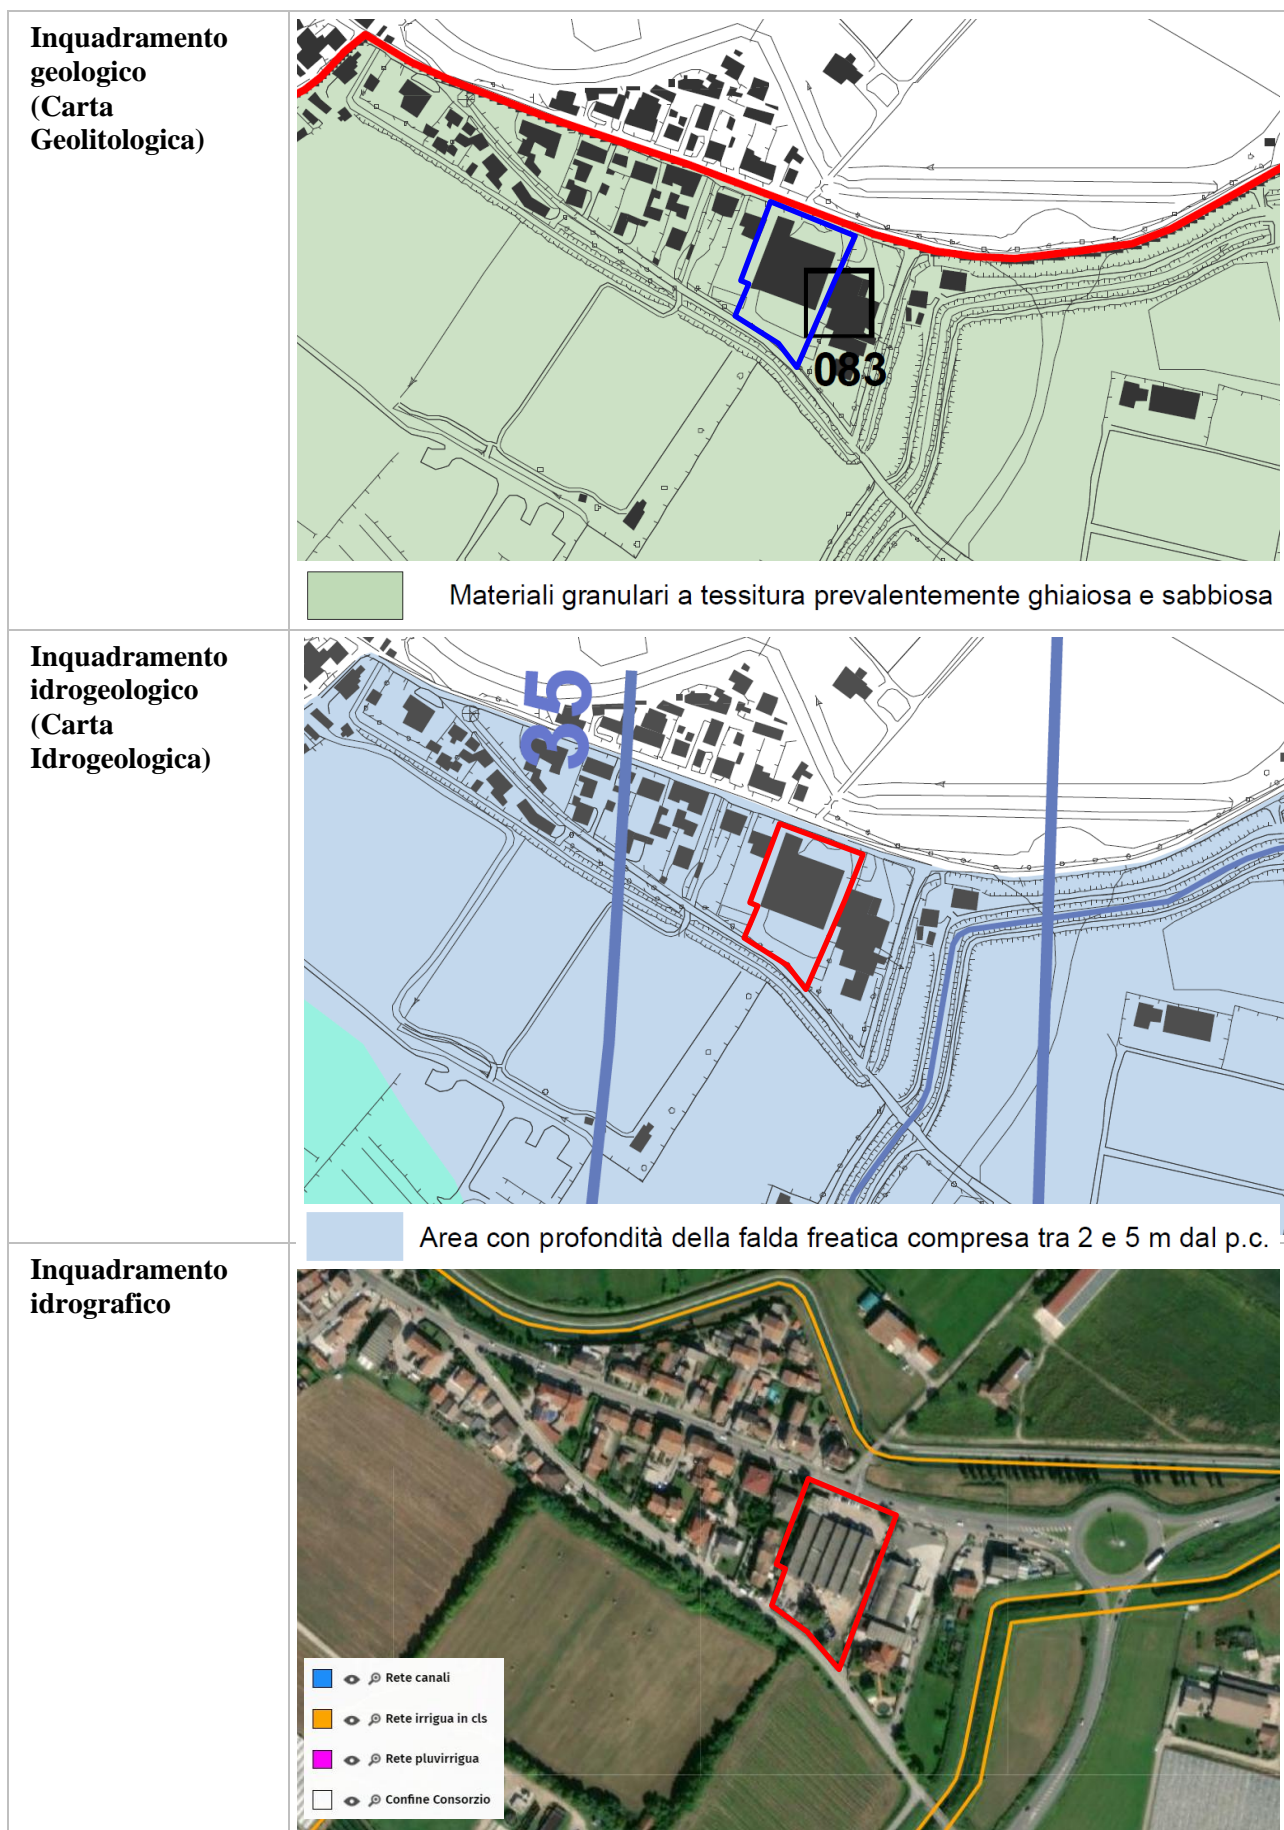 Inquadramento
geologico
(Carta
Geolitologica)
083
Materiali granulari a tessitura prevalentemente ghiaiosa e sabbiosa
Inquadramento
idrogeologico
(Carta
Idrogeologica)
35
Area con profondità della falda freatica compresa tra 2 e 5 m dal p.c.
Inquadramento
idrografico
Rete canali
Rete irrigua in cls
Rete pluvirrigua
Confine Consorzio